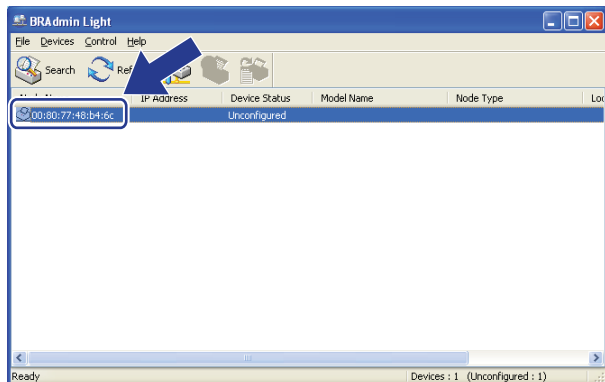 BRAdmin Light
File Devices Control Help
Search
IP Address Device Status Model Name Node Type
00:80:77:48:b4:6c Unconfigured
Ready Devices : 1 (Unconfigured : 1)